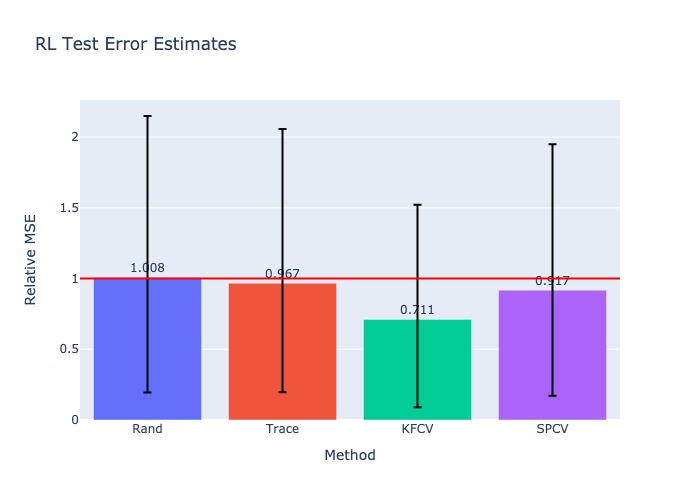 RL Test Error Estimates
Relative MSE
2
1.5
1
0.5
0
1.008
0.967
0.711
0.917
Rand
Trace
KFCV
SPCV
Method